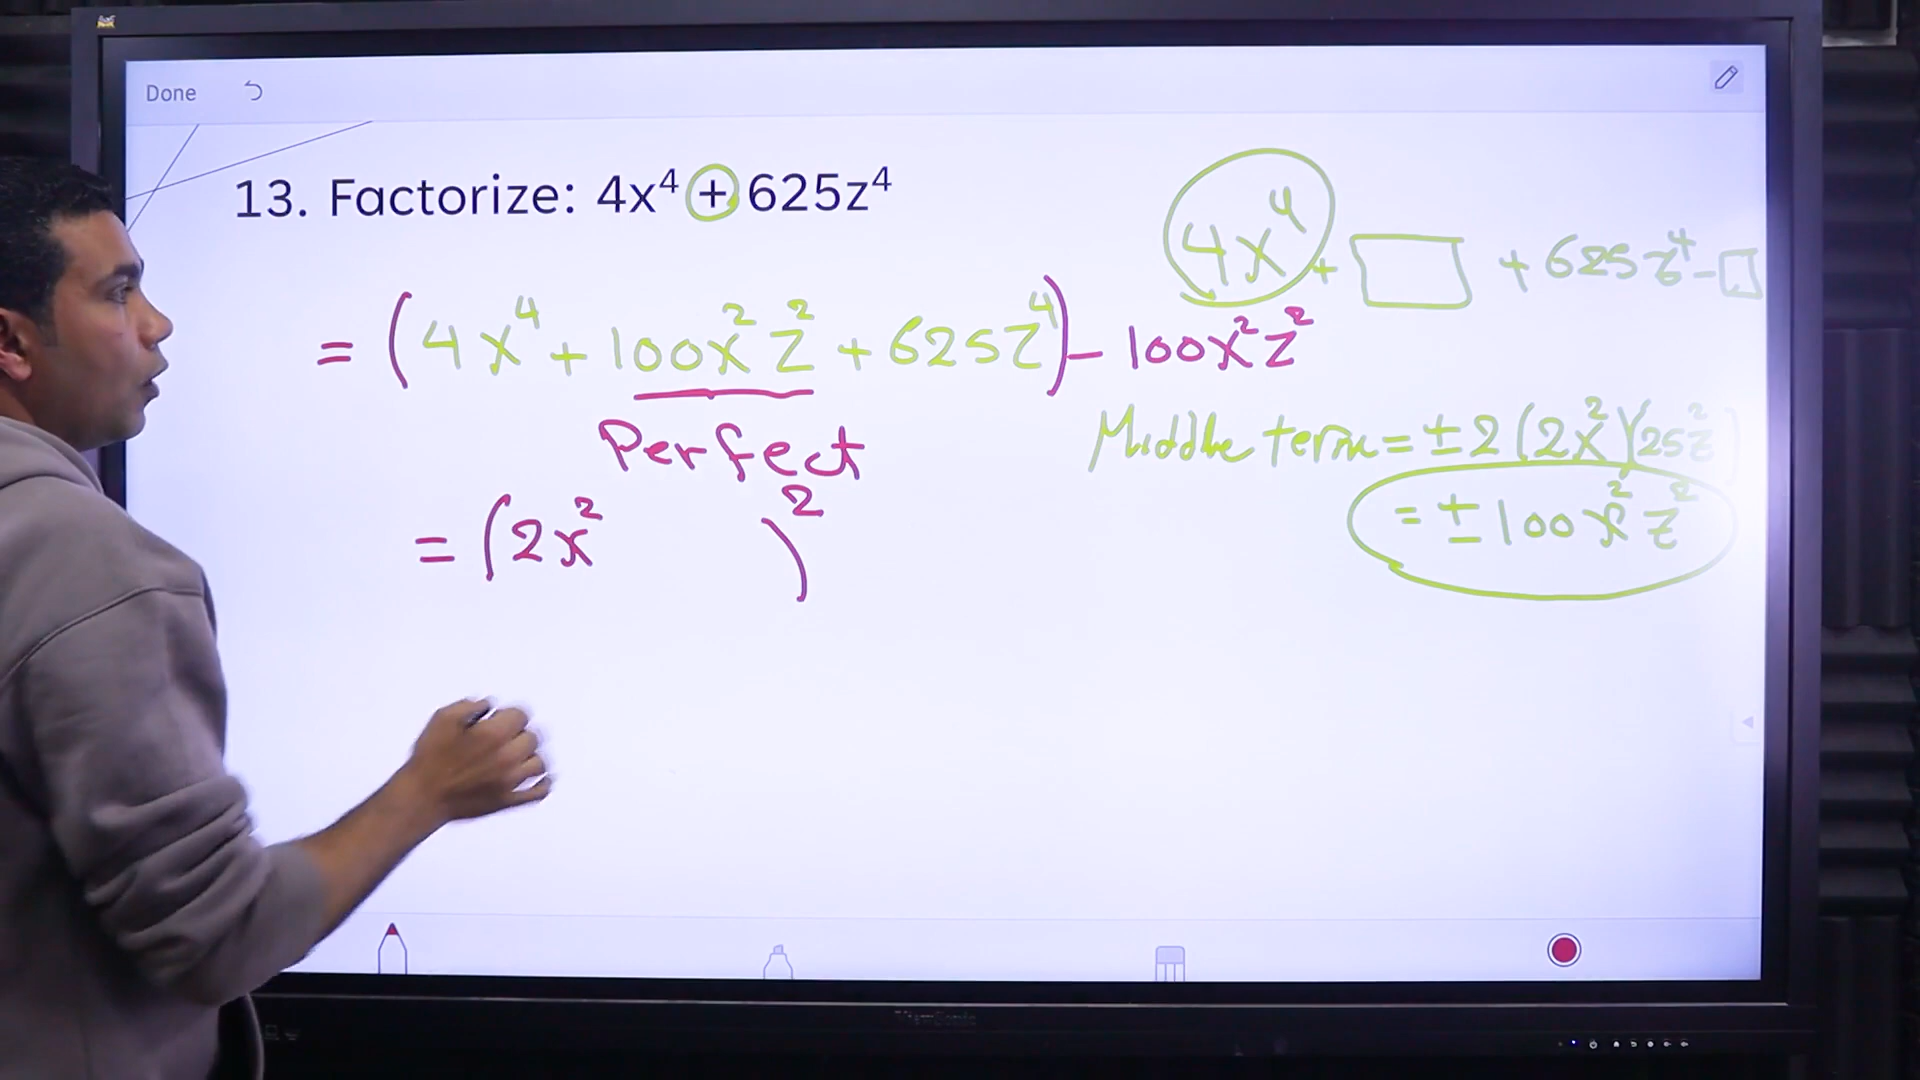 Done
13. Factorize: 4x⁴ + 625z⁴
4x⁴ + □ + 625z⁴ - □
= (4x⁴ + 100x²z² + 625z⁴) - 100x²z²
Perfect
Middle term = ±2(2x²)(25z²)
= ±100x²z²
= (2x² )²